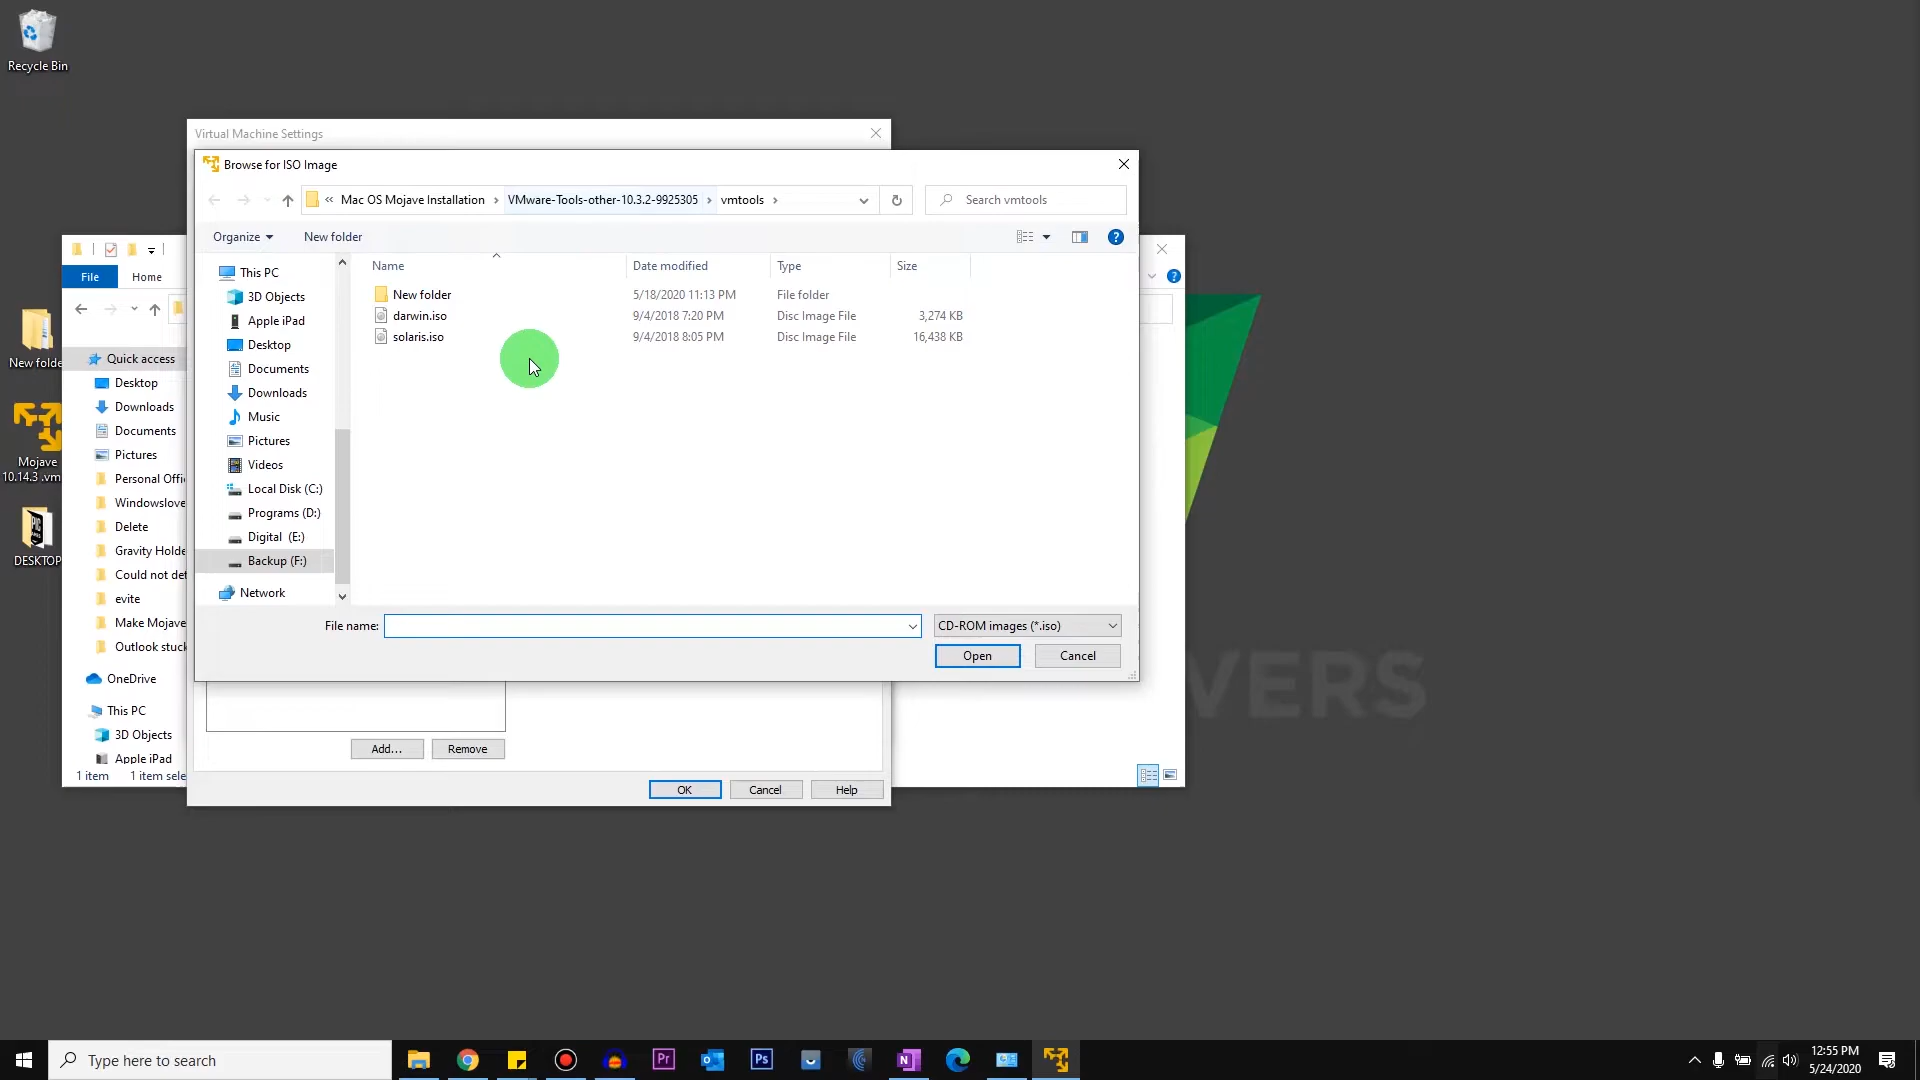 Recycle Bin
Virtual Machine Settings
Browse for ISO Image
« Mac OS Mojave Installation › VMware-Tools-other-10.3.2-9925305 › vmtools ›
Search vmtools
Organize
New folder
Name
Date modified
Type
Size
New folder 5/18/2020 11:13 PM File folder
darwin.iso 9/4/2018 7:20 PM Disc Image File 3,274 KB
solaris.iso 9/4/2018 8:05 PM Disc Image File 16,438 KB
This PC
3D Objects
Apple iPad
Desktop
Documents
Downloads
Music
Pictures
Videos
Local Disk (C:)
Programs (D:)
Digital (E:)
Backup (F:)
Network
File name:
CD-ROM images (*.iso)
Open
Cancel
File
Home
Quick access
Desktop
Downloads
Documents
Pictures
Personal Offi
Windowslove
Delete
Gravity Holde
Could not det
evite
Make Mojave
Outlook stuck
OneDrive
This PC
3D Objects
Apple iPad
1 item 1 item sele
New folde
Mojave
10.14.3 .vm
DESKTOP
Add...
Remove
OK
Cancel
Help
VERS
Type here to search
Pr
Ps
12:55 PM
5/24/2020